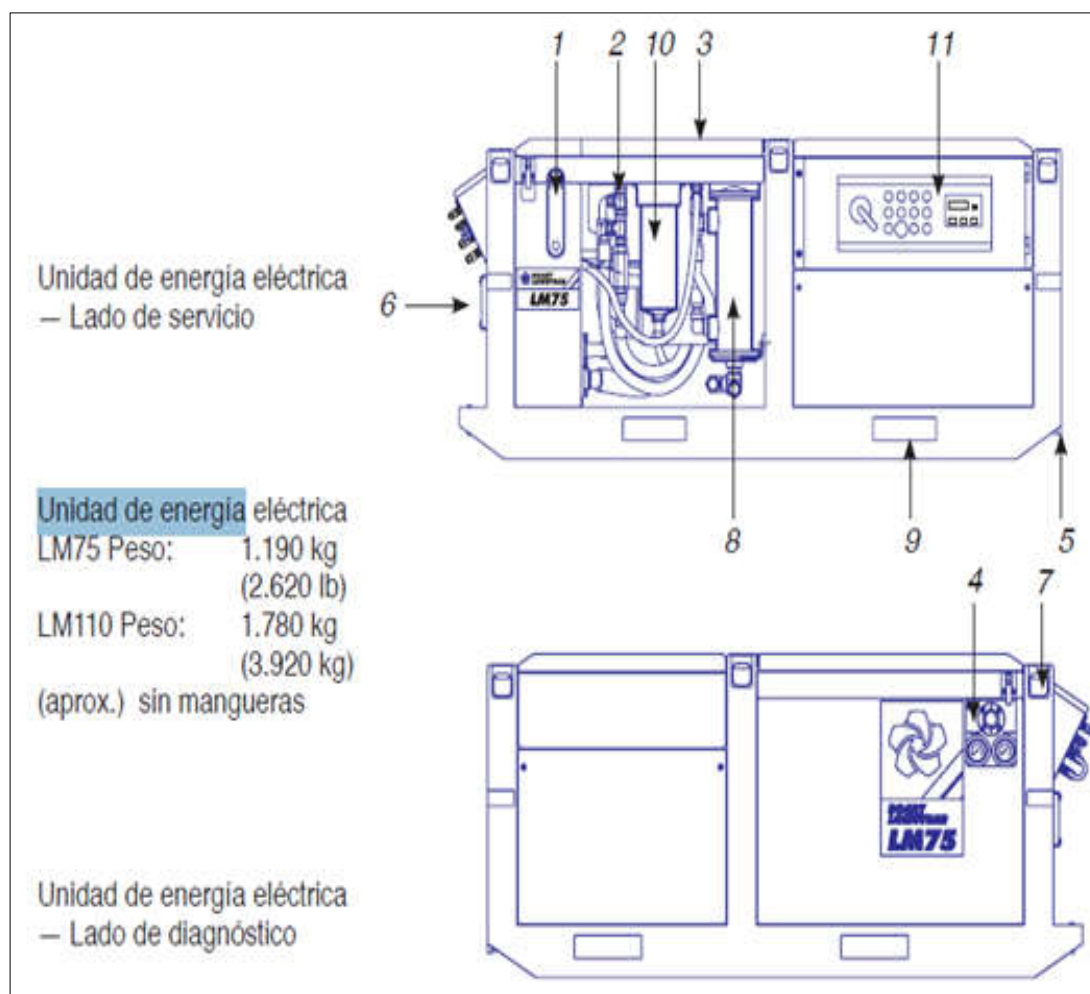 1 2 10 3 11
Unidad de energía eléctrica
– Lado de servicio
6
LM75
Unidad de energía eléctrica
LM75 Peso: 1.190 kg
(2.620 lb)
LM110 Peso: 1.780 kg
(3.920 kg)
(aprox.) sin mangueras
8 9 5
4 7
BOART
LONGYEAR
LM75
Unidad de energía eléctrica
– Lado de diagnóstico